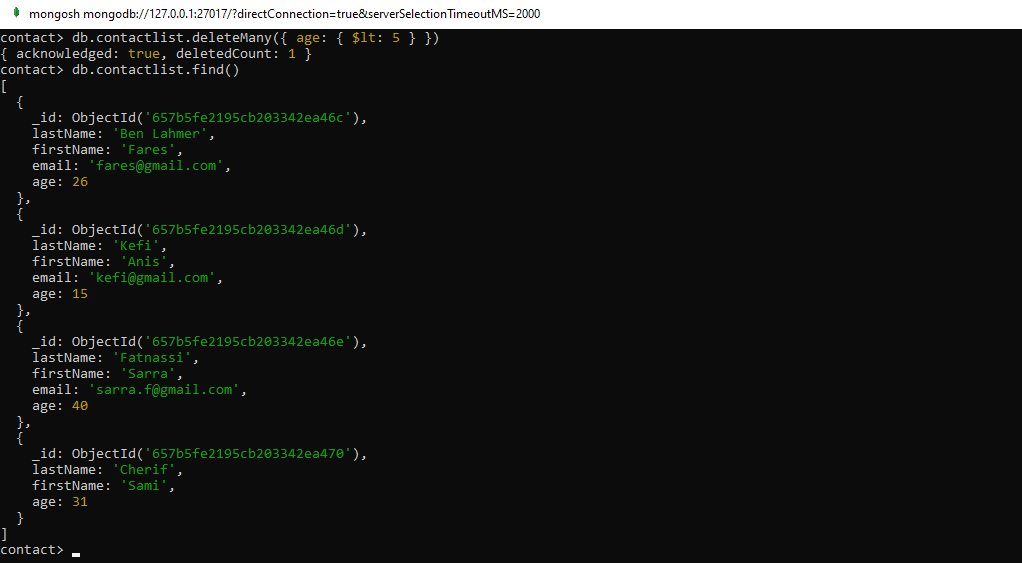 mongosh mongodb://127.0.0.1:27017/?directConnection=true&serverSelectionTimeoutMS=2000
contact> db.contactlist.deleteMany({ age: { $lt: 5 } })
{ acknowledged: true, deletedCount: 1 }
contact> db.contactlist.find()
[
  {
    _id: ObjectId('657b5fe2195cb203342ea46c'),
    lastName: 'Ben Lahmer',
    firstName: 'Fares',
    email: 'fares@gmail.com',
    age: 26
  },
  {
    _id: ObjectId('657b5fe2195cb203342ea46d'),
    lastName: 'Kefi',
    firstName: 'Anis',
    email: 'kefi@gmail.com',
    age: 15
  },
  {
    _id: ObjectId('657b5fe2195cb203342ea46e'),
    lastName: 'Fatnassi',
    firstName: 'Sarra',
    email: 'sarra.f@gmail.com',
    age: 40
  },
  {
    _id: ObjectId('657b5fe2195cb203342ea470'),
    lastName: 'Cherif',
    firstName: 'Sami',
    age: 31
  }
]
contact>